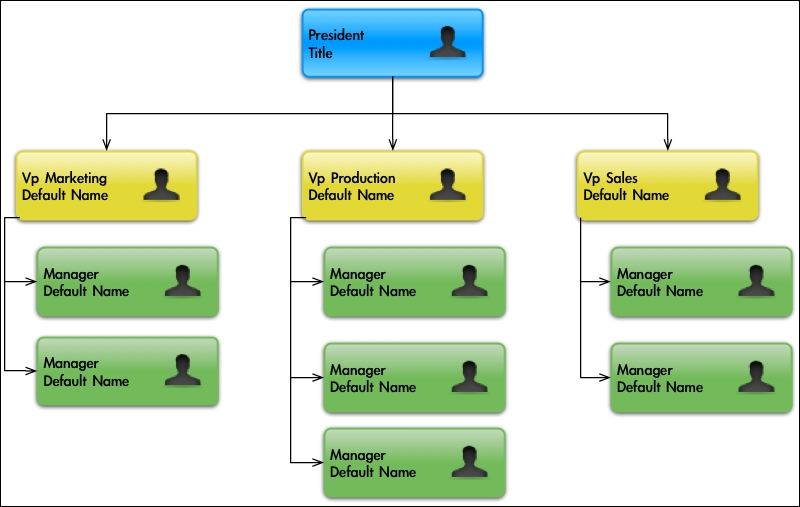 President
Title
Vp Marketing
Default Name
Vp Production
Default Name
Vp Sales
Default Name
Manager
Default Name
Manager
Default Name
Manager
Default Name
Manager
Default Name
Manager
Default Name
Manager
Default Name
Manager
Default Name